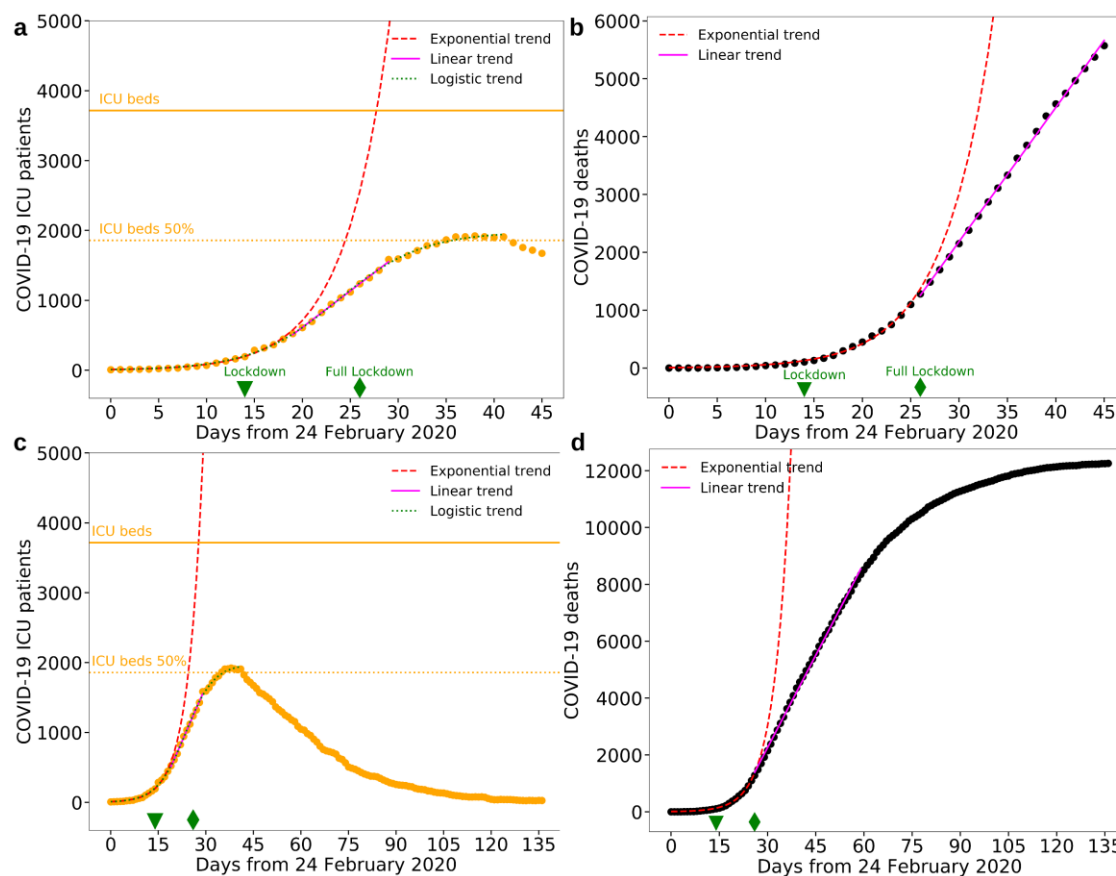 a
5000
4000
3000
2000
1000
0
COVID-19 ICU patients
Exponential trend
Linear trend
Logistic trend
ICU beds
ICU beds 50%
Lockdown
Full Lockdown
0 5 10 15 20 25 30 35 40 45
Days from 24 February 2020
b
6000
5000
4000
3000
2000
1000
0
COVID-19 deaths
Exponential trend
Linear trend
Lockdown
Full Lockdown
0 5 10 15 20 25 30 35 40 45
Days from 24 February 2020
c
5000
4000
3000
2000
1000
0
COVID-19 ICU patients
Exponential trend
Linear trend
Logistic trend
ICU beds
ICU beds 50%
0 15 30 45 60 75 90 105 120 135
Days from 24 February 2020
d
12000
10000
8000
6000
4000
2000
0
COVID-19 deaths
Exponential trend
Linear trend
0 15 30 45 60 75 90 105 120 135
Days from 24 February 2020